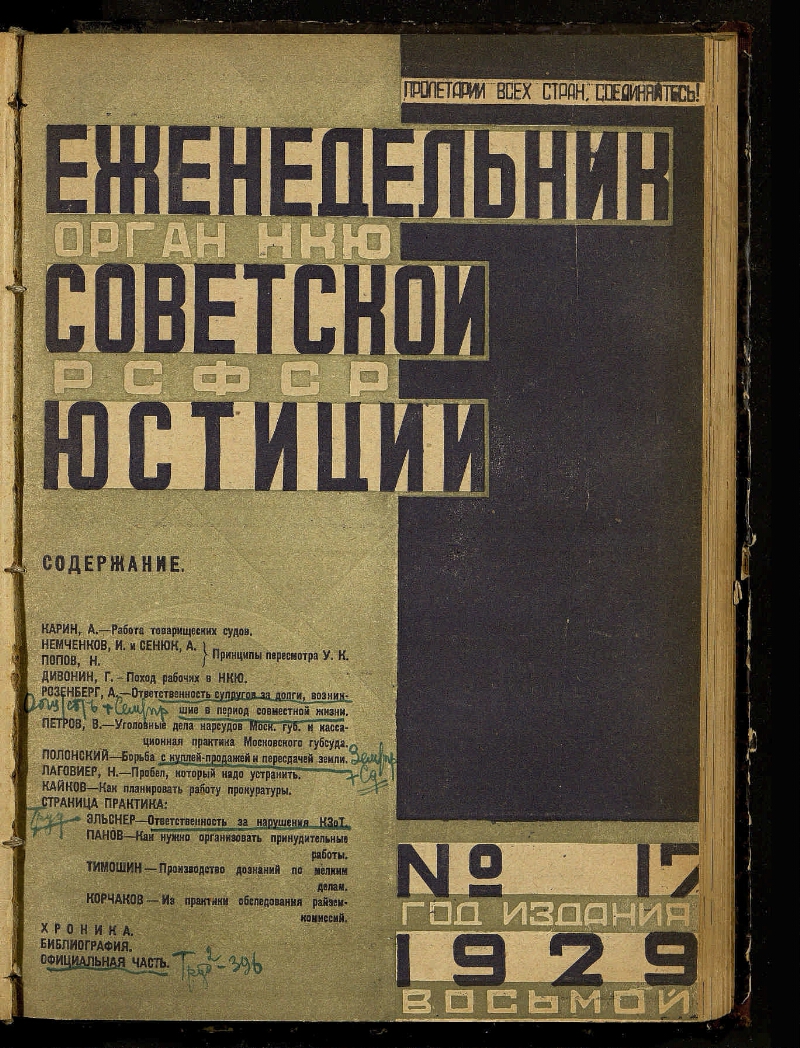 ПРОЛЕТАРИИ ВСЕХ СТРАН, СОЕДИНЯЙТЕСЬ!
ЕЖЕНЕДЕЛЬНИК
ОРГАН НКЮ
СОВЕТСКОЙ
РСФСР
ЮСТИЦИИ
СОДЕРЖАНИЕ.
КАРИН, А.—Работа товарищеских судов.
НЕМЧЕНКОВ, И. и СЕНЮК, А.
ПОПОВ, Н.
} Принципы пересмотра У. К.
ДИВОНИН, Г. - Поход рабочих в НКЮ.
РОЗЕНБЕРГ, А.—Ответственность супругов за долги, возник-
шие в период совместной жизни.
ПЕТРОВ, В.—Уголовные дела нарсудов Моск. губ. и касса-
ционная практика Московского губсуда.
ПОЛОНСКИЙ—Борьба с куплей-продажей и пересдачей земли.
ЛАГОВИЕР, Н.—Пробел, который надо устранить.
КАЙКОВ—Как планировать работу прокуратуры.
СТРАНИЦА ПРАКТИКА:
ЭЛЬСНЕР—Ответственность за нарушения КЗоТ.
ПАНОВ—Как нужно организовать принудительные
работы.
ТИМОШИН—Производство дознаний по мелким
делам.
КОРЧАКОВ—Из практики обследования райзем-
комиссий.
ХРОНИКА.
БИБЛИОГРАФИЯ.
ОФИЦИАЛЬНАЯ ЧАСТЬ.
№ 17
ГОД ИЗДАНИЯ
1929
ВОСЬМОЙ